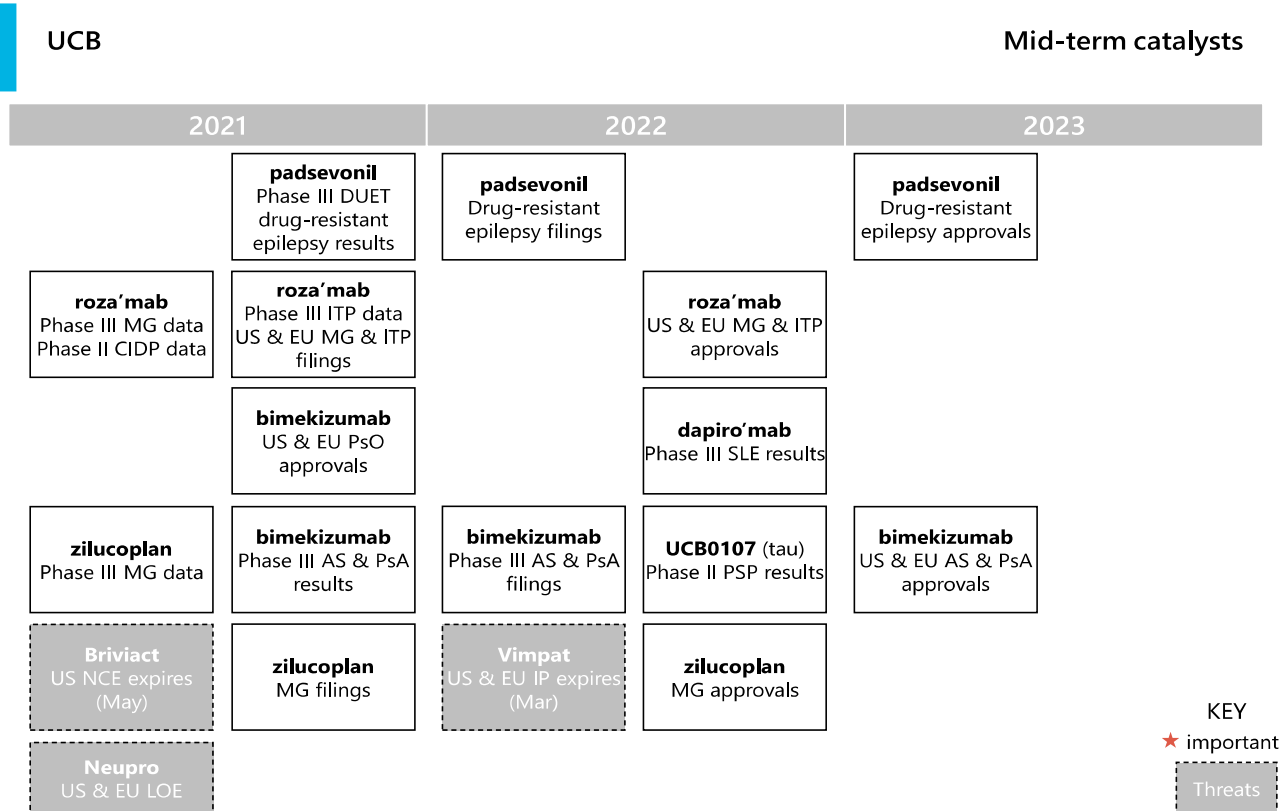 UCB
Mid-term catalysts
2021
2022
2023
padsevonil
Phase III DUET
drug-resistant
epilepsy results
padsevonil
Drug-resistant
epilepsy filings
padsevonil
Drug-resistant
epilepsy approvals
roza’mab
Phase III MG data
Phase II CIDP data
roza’mab
Phase III ITP data
US & EU MG & ITP
filings
roza’mab
US & EU MG & ITP
approvals
bimekizumab
US & EU PsO
approvals
dapiro’mab
Phase III SLE results
zilucoplan
Phase III MG data
bimekizumab
Phase III AS & PsA
results
bimekizumab
Phase III AS & PsA
filings
UCB0107 (tau)
Phase II PSP results
bimekizumab
US & EU AS & PsA
approvals
Briviact
US NCE expires
(May)
zilucoplan
MG filings
Vimpat
US & EU IP expires
(Mar)
zilucoplan
MG approvals
Neupro
US & EU LOE
KEY
★ important
Threats